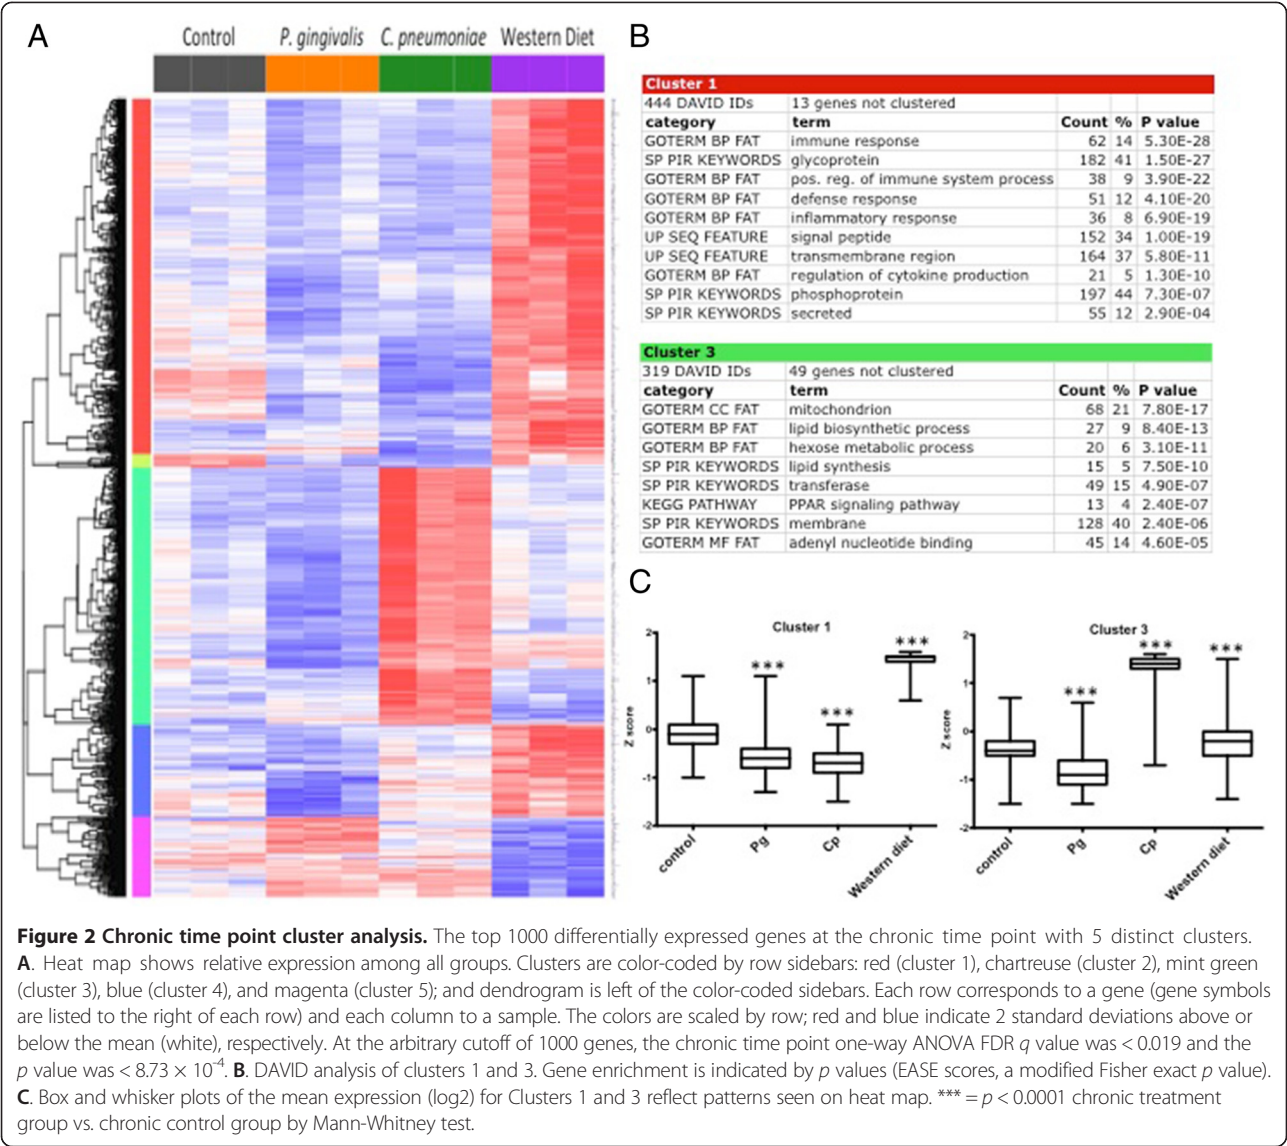 A
Control P. gingivalis C. pneumoniae Western Diet
B
Cluster 1
444 DAVID IDs 13 genes not clustered
category term Count % P value
GOTERM BP FAT immune response 62 14 5.30E-28
SP PIR KEYWORDS glycoprotein 182 41 1.50E-27
GOTERM BP FAT pos. reg. of immune system process 38 9 3.90E-22
GOTERM BP FAT defense response 51 12 4.10E-20
GOTERM BP FAT inflammatory response 36 8 6.90E-19
UP SEQ FEATURE signal peptide 152 34 1.00E-19
UP SEQ FEATURE transmembrane region 164 37 5.80E-11
GOTERM BP FAT regulation of cytokine production 21 5 1.30E-10
SP PIR KEYWORDS phosphoprotein 197 44 7.30E-07
SP PIR KEYWORDS secreted 55 12 2.90E-04
Cluster 3
319 DAVID IDs 49 genes not clustered
category term Count % P value
GOTERM CC FAT mitochondrion 68 21 7.80E-17
GOTERM BP FAT lipid biosynthetic process 27 9 8.40E-13
GOTERM BP FAT hexose metabolic process 20 6 3.10E-11
SP PIR KEYWORDS lipid synthesis 15 5 7.50E-10
SP PIR KEYWORDS transferase 49 15 4.90E-07
KEGG PATHWAY PPAR signaling pathway 13 4 2.40E-07
SP PIR KEYWORDS membrane 128 40 2.40E-06
GOTERM MF FAT adenyl nucleotide binding 45 14 4.60E-05
C
Cluster 1
2
1
0
-1
-2
Z score
*** *** ***
control Pg Cp Western diet
Cluster 3
2
1
0
-1
-2
Z score
*** *** ***
control Pg Cp Western diet
Figure 2 Chronic time point cluster analysis. The top 1000 differentially expressed genes at the chronic time point with 5 distinct clusters.
A. Heat map shows relative expression among all groups. Clusters are color-coded by row sidebars: red (cluster 1), chartreuse (cluster 2), mint green
(cluster 3), blue (cluster 4), and magenta (cluster 5); and dendrogram is left of the color-coded sidebars. Each row corresponds to a gene (gene symbols
are listed to the right of each row) and each column to a sample. The colors are scaled by row; red and blue indicate 2 standard deviations above or
below the mean (white), respectively. At the arbitrary cutoff of 1000 genes, the chronic time point one-way ANOVA FDR q value was < 0.019 and the
p value was < 8.73 × 10⁻⁴. B. DAVID analysis of clusters 1 and 3. Gene enrichment is indicated by p values (EASE scores, a modified Fisher exact p value).
C. Box and whisker plots of the mean expression (log2) for Clusters 1 and 3 reflect patterns seen on heat map. *** = p < 0.0001 chronic treatment
group vs. chronic control group by Mann-Whitney test.